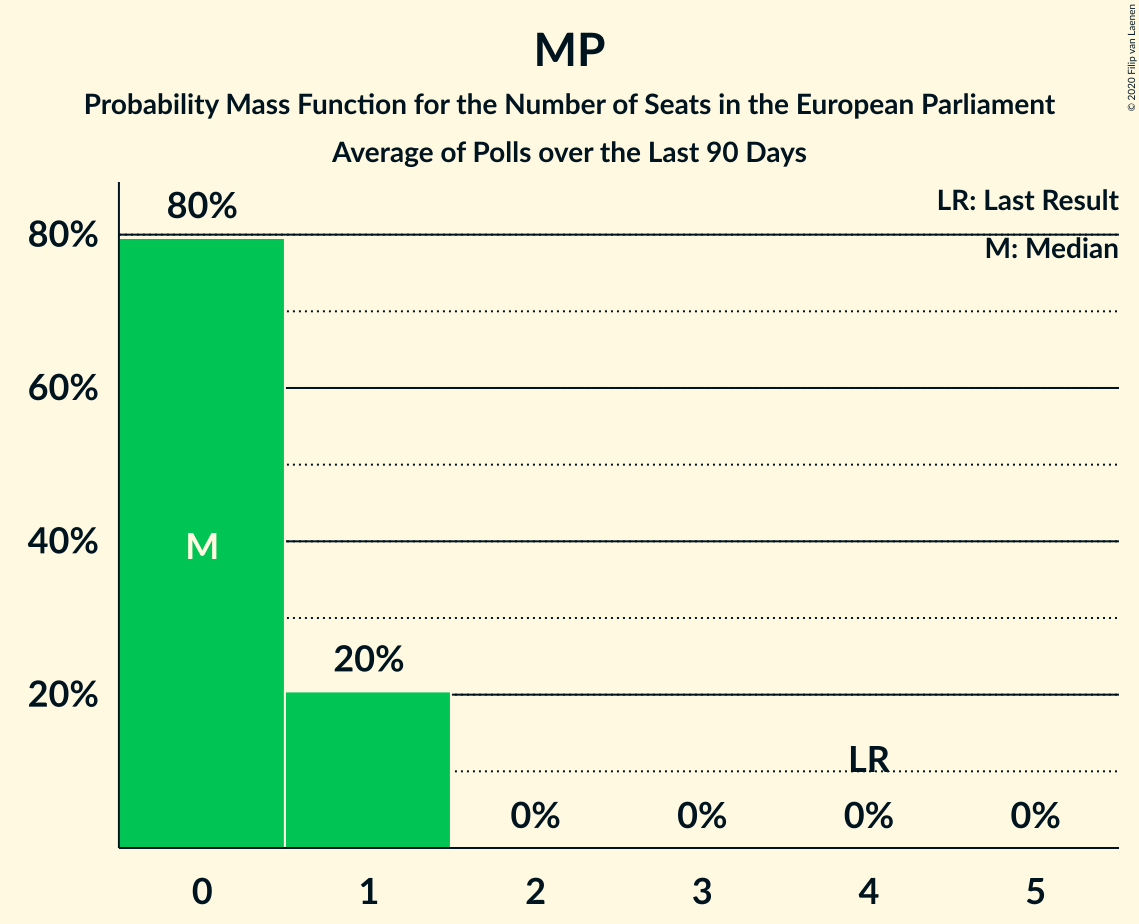 MP
Probability Mass Function for the Number of Seats in the European Parliament
Average of Polls over the Last 90 Days
© 2020 Filip van Laenen
LR: Last Result
M: Median
80%
80%
60%
40%
M
20%
20%
LR
0%
0%
0%
0%
0
1
2
3
4
5